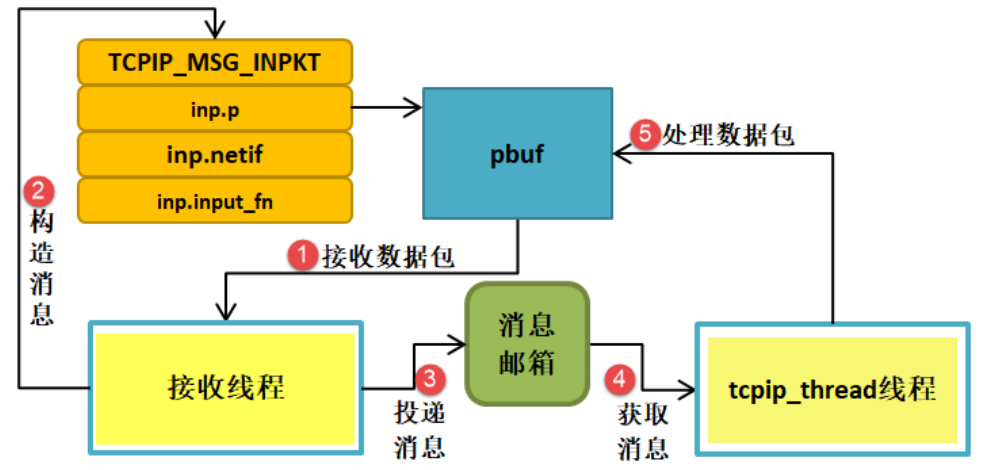 TCPIP_MSG_INPKT
inp.p
inp.netif
inp.input_fn
pbuf
5 处理数据包
2
构
造
消
息
1 接收数据包
消息
邮箱
接收线程
3
投递
消息
4
获取
消息
tcpip_thread线程